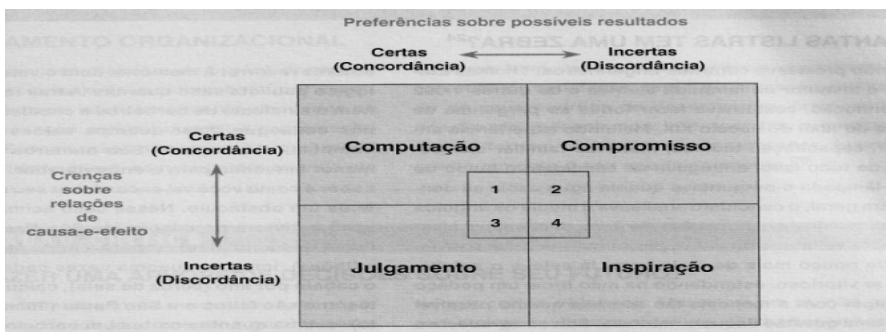 Preferências sobre possíveis resultados
Certas
(Concordância)
Incertas
(Discordância)
Certas
(Concordância)
Crenças
sobre
relações
de
causa-e-efeito
Incertas
(Discordância)
Computação
Compromisso
1
2
3
4
Julgamento
Inspiração